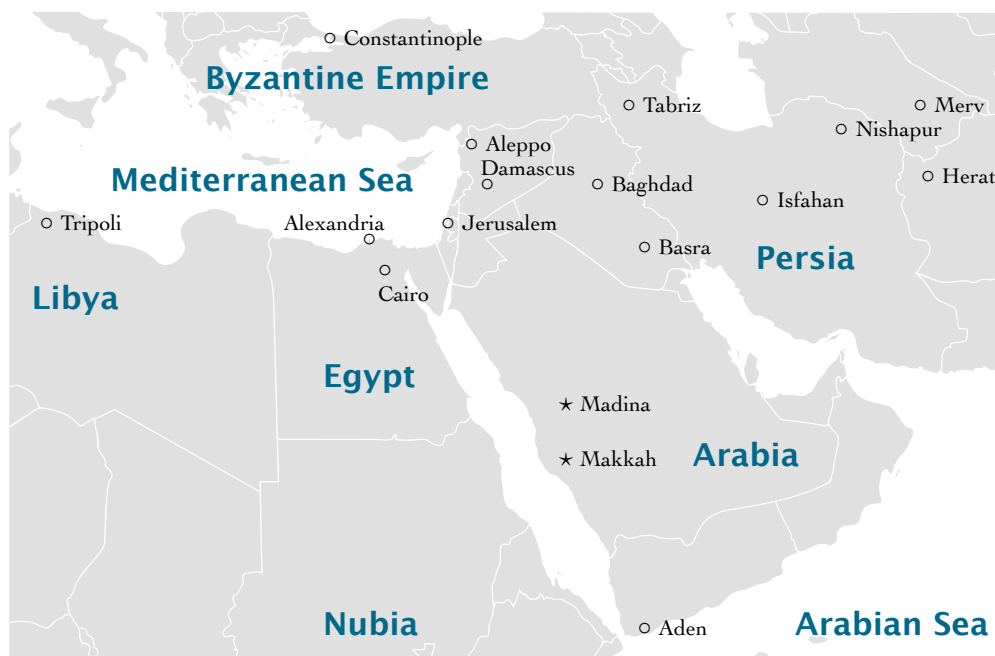 Constantinople
Byzantine Empire
Tabriz
Merv
Nishapur
Aleppo
Damascus
Mediterranean Sea
Baghdad
Herat
Isfahan
Tripoli
Alexandria
Jerusalem
Basra
Persia
Cairo
Libya
Egypt
Madina
Makkah
Arabia
Nubia
Aden
Arabian Sea